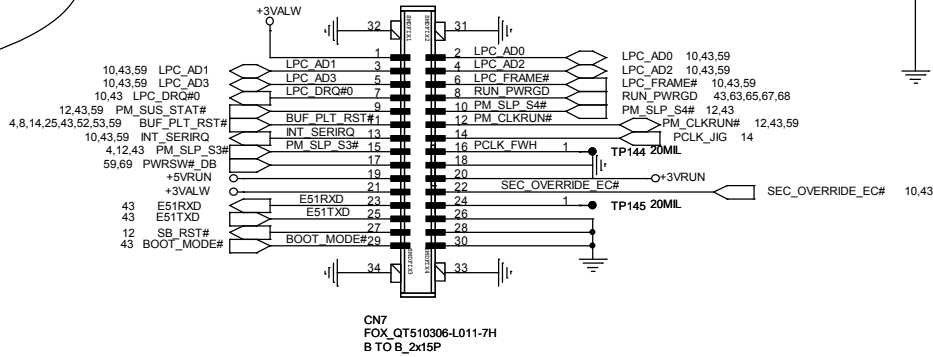 +3VALW
32 SMDFIX1 SMDFIX2 31
1
2 LPC_AD0 LPC_AD0 10,43,59
10,43,59 LPC_AD1 LPC_AD1 3
4 LPC_AD2 LPC_AD2 10,43,59
10,43,59 LPC_AD3 LPC_AD3 5
6 LPC_FRAME# LPC_FRAME# 10,43,59
10,43 LPC_DRQ#0 LPC_DRQ#0 7
8 RUN_PWRGD RUN_PWRGD 43,63,65,67,68
12,43,59 PM_SUS_STAT# 9
10 PM_SLP_S4# PM_SLP_S4# 12,43
4,8,14,25,43,52,53,59 BUF_PLT_RST# BUF_PLT_RST# 11
12 PM_CLKRUN# PM_CLKRUN# 12,43,59
10,43,59 INT_SERIRQ INT_SERIRQ 13
14 PCLK_JIG 14
4,12,43 PM_SLP_S3# PM_SLP_S3# 15
16 PCLK_FWH 1 TP144 20MIL
59,69 PWRSW#_DB 17
18
+5VRUN 19
20 +3VRUN
+3VALW 21
22 SEC_OVERRIDE_EC# SEC_OVERRIDE_EC# 10,43
43 E51RXD E51RXD 23
24 1 TP145 20MIL
43 E51TXD E51TXD 25
26
12 SB_RST# 27
28
43 BOOT_MODE# BOOT_MODE# 29
30
34 SMDFIX3 SMDFIX4 33
CN7
FOX_QT510306-L011-7H
B TO B_2x15P